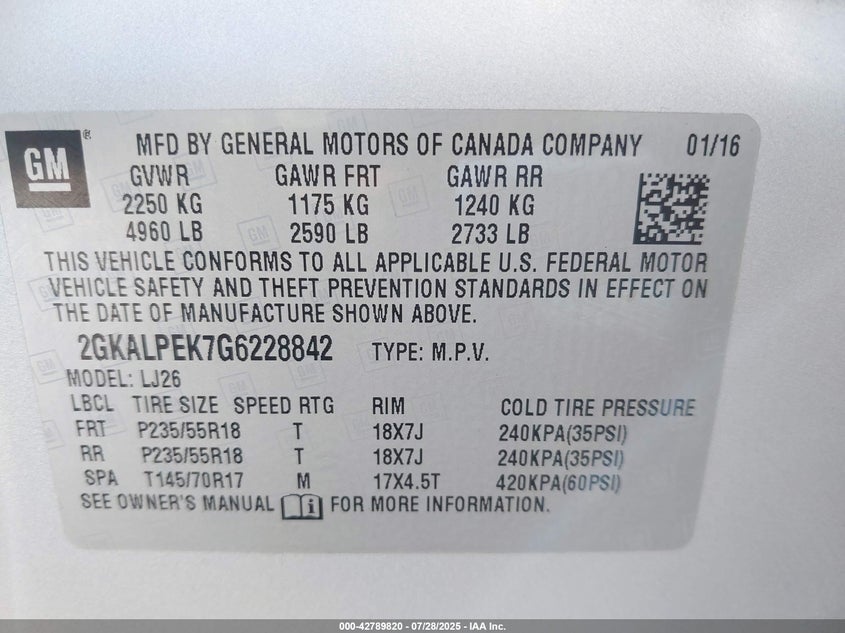 GM ®
MFD BY GENERAL MOTORS OF CANADA COMPANY 01/16
GVWR GAWR FRT GAWR RR
2250 KG 1175 KG 1240 KG
4960 LB 2590 LB 2733 LB
THIS VEHICLE CONFORMS TO ALL APPLICABLE U.S. FEDERAL MOTOR
VEHICLE SAFETY AND THEFT PREVENTION STANDARDS IN EFFECT ON
THE DATE OF MANUFACTURE SHOWN ABOVE.
2GKALPEK7G6228842 TYPE: M.P.V.
MODEL: LJ26
LBCL TIRE SIZE SPEED RTG RIM COLD TIRE PRESSURE
FRT P235/55R18 T 18X7J 240KPA(35PSI)
RR P235/55R18 T 18X7J 240KPA(35PSI)
SPA T145/70R17 M 17X4.5T 420KPA(60PSI)
SEE OWNER'S MANUAL i FOR MORE INFORMATION.
000-42789820 - 07/28/2025 - IAA Inc.